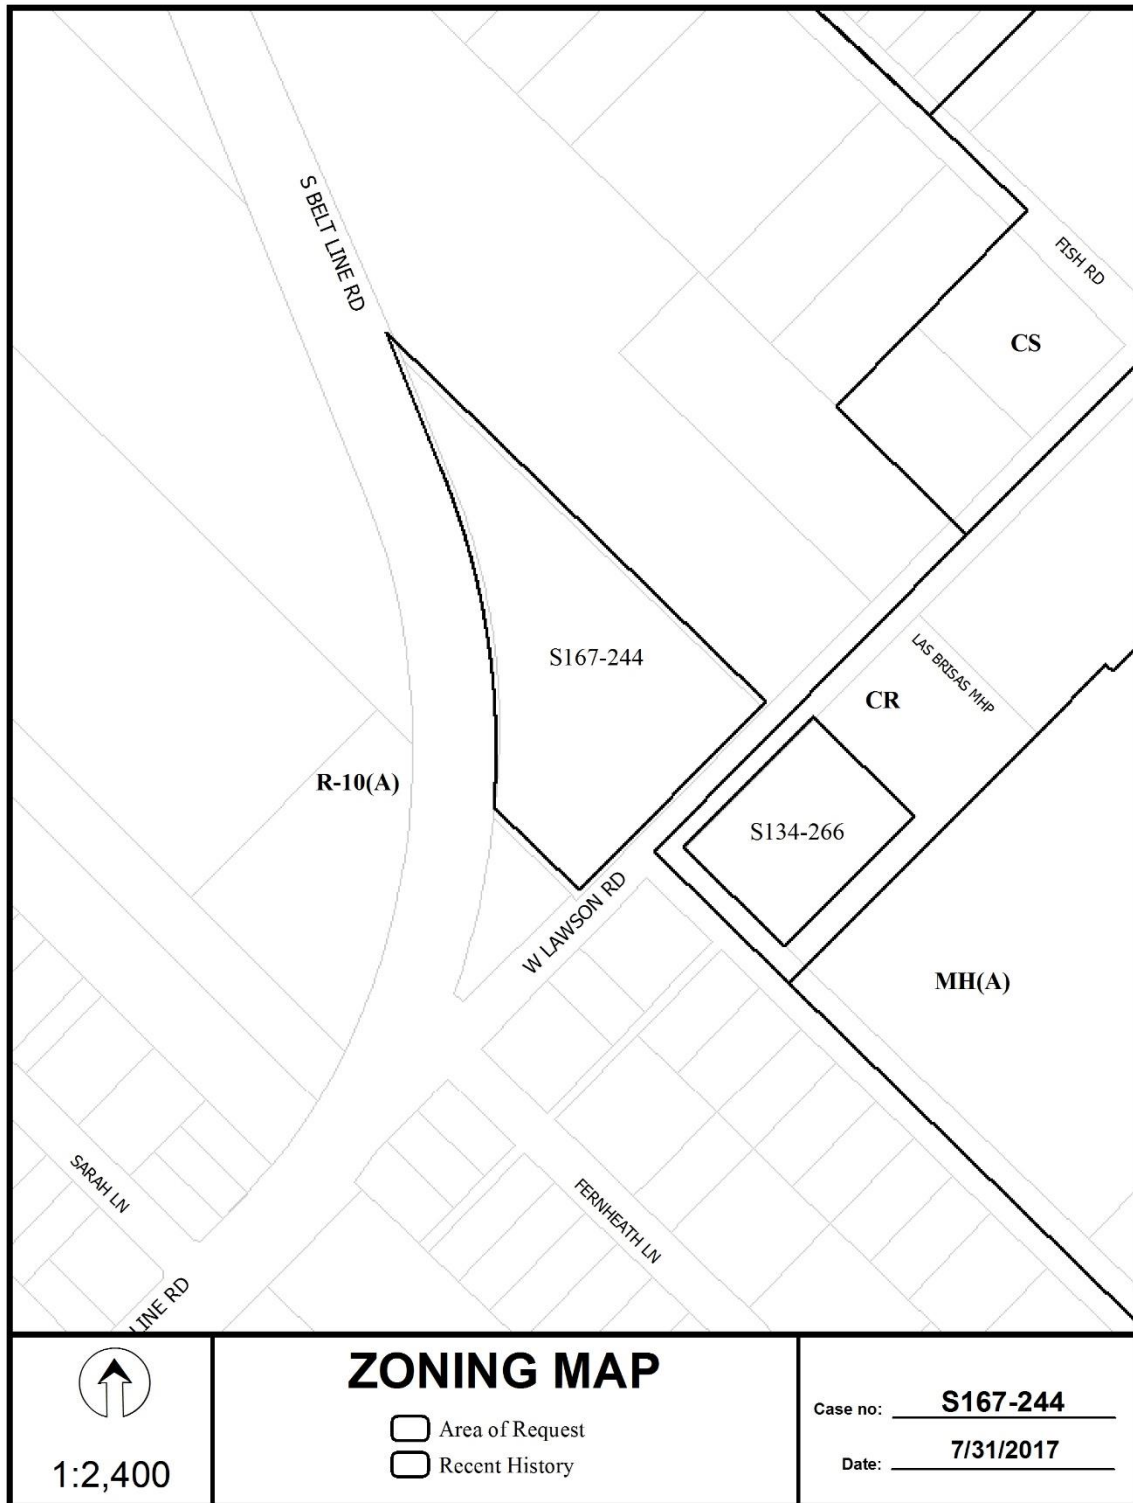 S BELT LINE RD
FISH RD
CS
S167-244
LAS BRISAS MHP
CR
R-10(A)
S134-266
W LAWSON RD
MH(A)
SARAH LN
FERNHEATH LN
LINE RD
1:2,400
ZONING MAP
Area of Request
Recent History
Case no: S167-244
Date: 7/31/2017